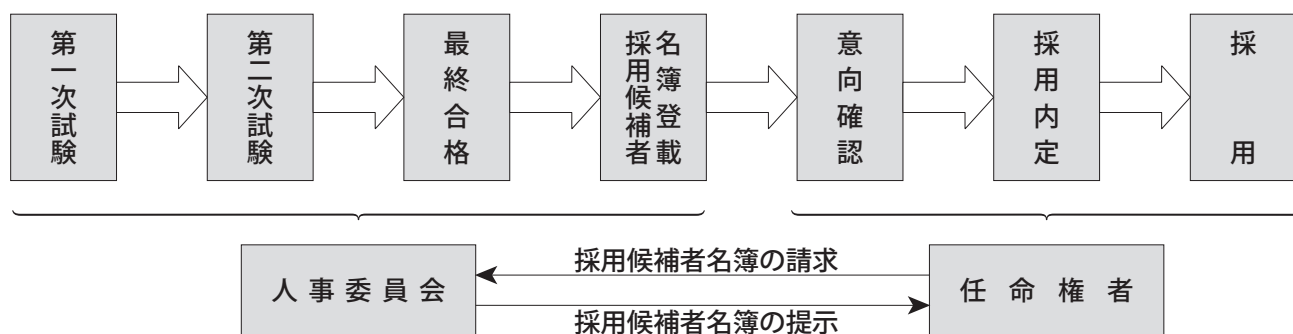 第一次試験
第二次試験
最終合格
名簿登載
採用候補者
意向確認
採用内定
採用
人事委員会
採用候補者名簿の請求
採用候補者名簿の提示
任命権者